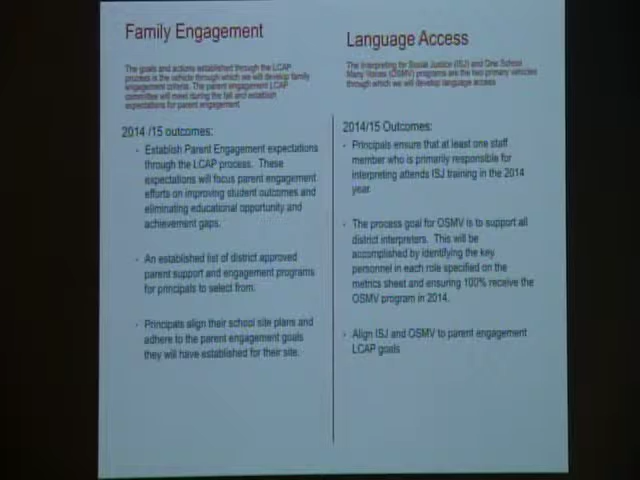 Family Engagement
The goals and actions established through the LCAP
process is the vehicle through which we will develop family
engagement criteria. The parent engagement LCAP
committee will meet during the fall and establish
expectations for parent engagement
2014 /15 outcomes:
- Establish Parent Engagement expectations
through the LCAP process. These
expectations will focus parent engagement
efforts on improving student outcomes and
eliminating educational opportunity and
achievement gaps.
- An established list of district approved
parent support and engagement programs
for principals to select from.
- Principals align their school site plans and
adhere to the parent engagement goals
they will have established for their site.
Language Access
The Interpreting for Social Justice (ISJ) and One School
Many Voices (OSMV) programs are the two primary vehicles
through which we will develop language access
2014/15 Outcomes:
- Principals ensure that at least one staff
member who is primarily responsible for
interpreting attends ISJ training in the 2014
year.
- The process goal for OSMV is to support all
district interpreters. This will be
accomplished by identifying the key
personnel in each role specified on the
metrics sheet and ensuring 100% receive the
OSMV program in 2014.
- Align ISJ and OSMV to parent engagement
LCAP goals